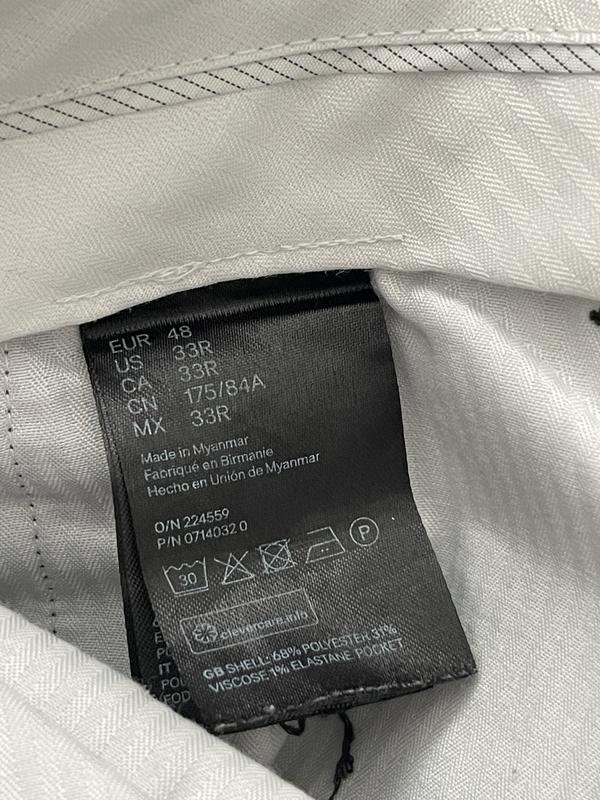 EUR 48
US 33R
CA 33R
CN 175/84A
MX 33R
Made in Myanmar
Fabriqué en Birmanie
Hecho en Unión de Myanmar
O/N 224559
P/N 0714032 0
30
P
clevercare.info
GB SHELL: 68% POLYESTER 31%
VISCOSE 1% ELASTANE POCKET
IT